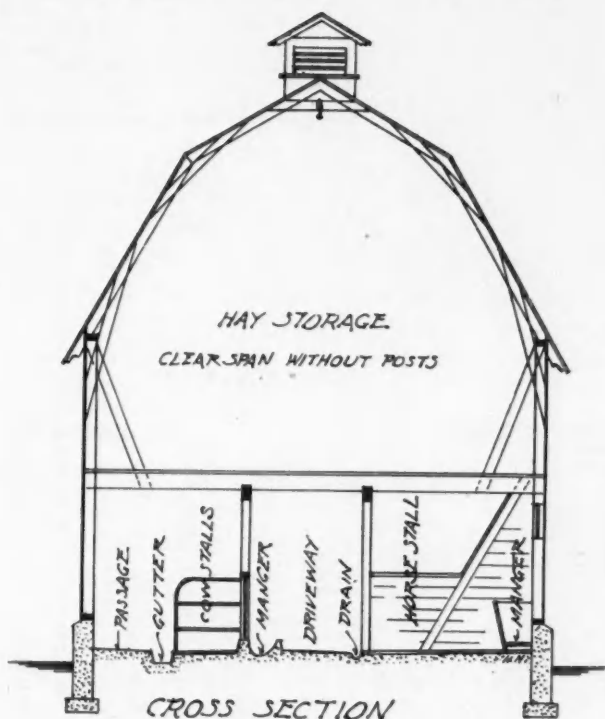 HAY STORAGE
CLEAR SPAN WITHOUT POSTS
PASSAGE
GUTTER
COW STALLS
MANGER
DRIVEWAY
DRAIN
HORSE STALL
MANGER
CROSS SECTION